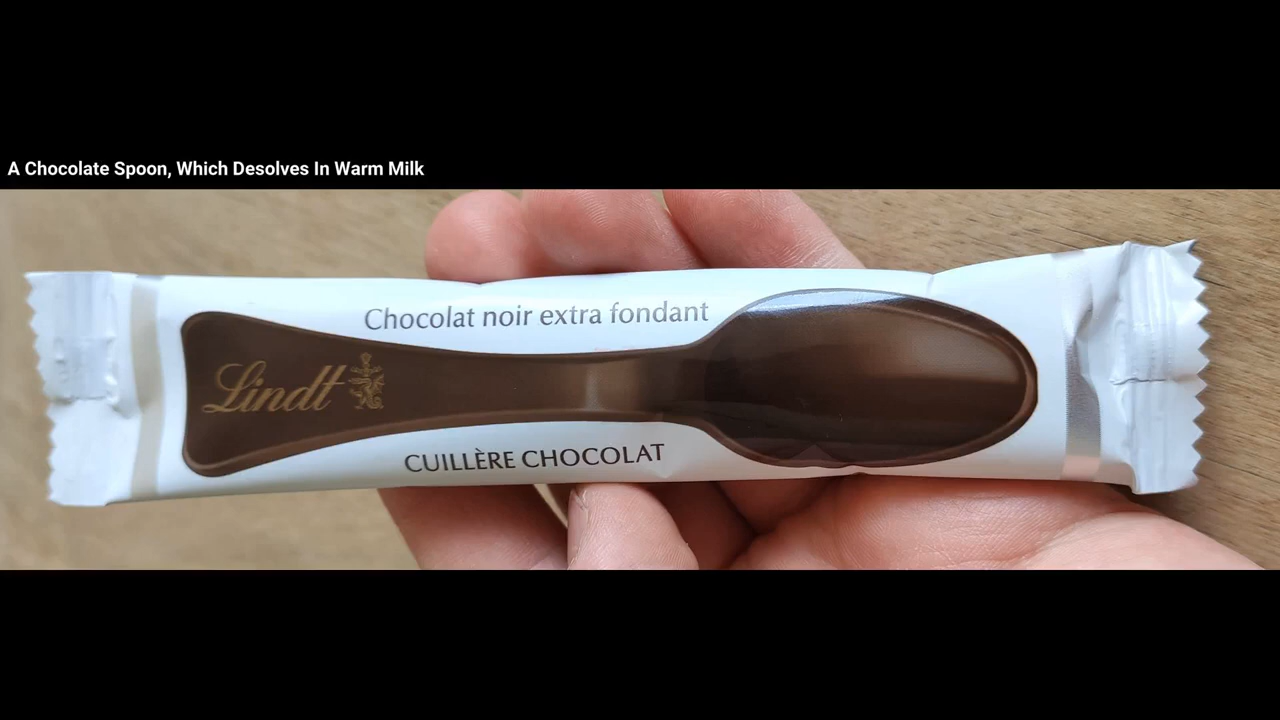 A Chocolate Spoon, Which Desolves In Warm Milk
Chocolat noir extra fondant
Lindt
CUILLÈRE CHOCOLAT